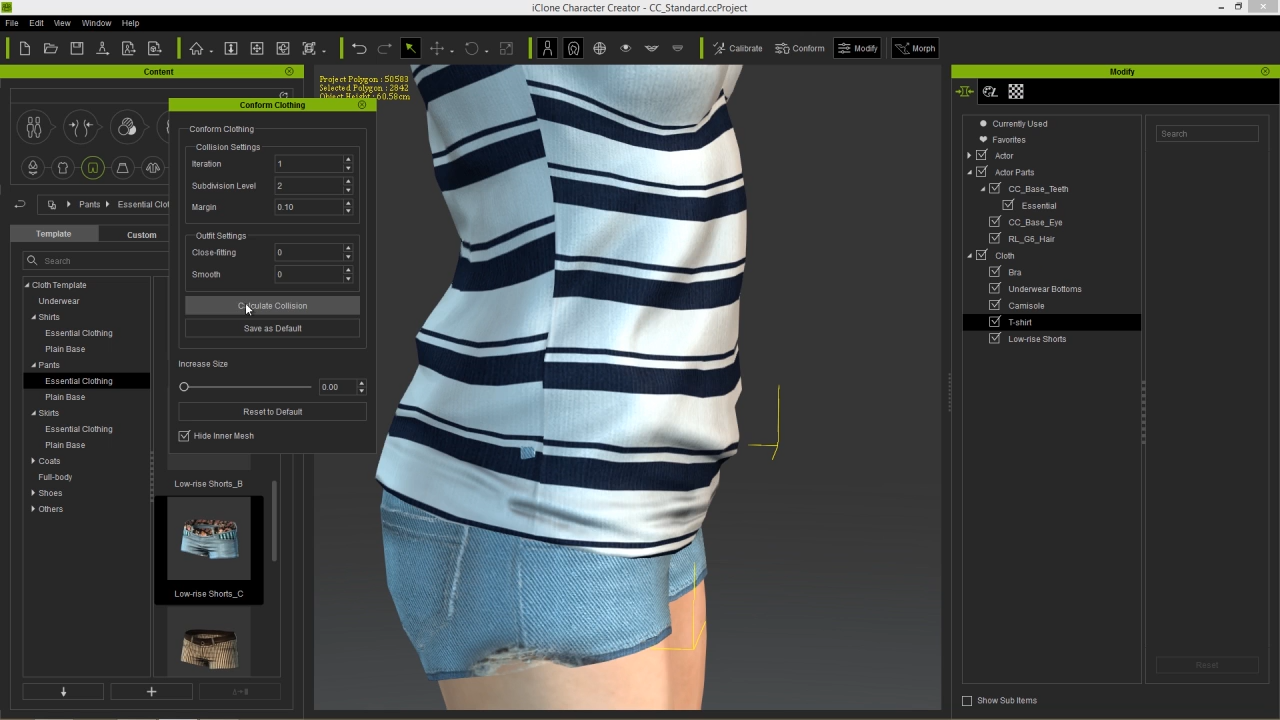 iClone Character Creator - CC_Standard.ccProject
File Edit View Window Help
Calibrate Conform Modify Morph
Content
Project Polygon : 50583
Selected Polygon : 2842
Object Height : 60.58cm
Conform Clothing
Conform Clothing
Collision Settings
Iteration 1
Subdivision Level 2
Margin 0.10
Outfit Settings
Close-fitting 0
Smooth 0
Calculate Collision
Save as Default
Increase Size
0.00
Reset to Default
Hide Inner Mesh
Pants Essential Clot
Template Custom
Search
Cloth Template
Underwear
Shirts
Essential Clothing
Plain Base
Pants
Essential Clothing
Plain Base
Skirts
Essential Clothing
Plain Base
Coats
Full-body
Shoes
Others
Low-rise Shorts_B
Low-rise Shorts_C
Modify
Currently Used
Favorites
Actor
Actor Parts
CC_Base_Teeth
Essential
CC_Base_Eye
RL_G6_Hair
Cloth
Bra
Underwear Bottoms
Camisole
T-shirt
Low-rise Shorts
Search
Reset
Show Sub Items